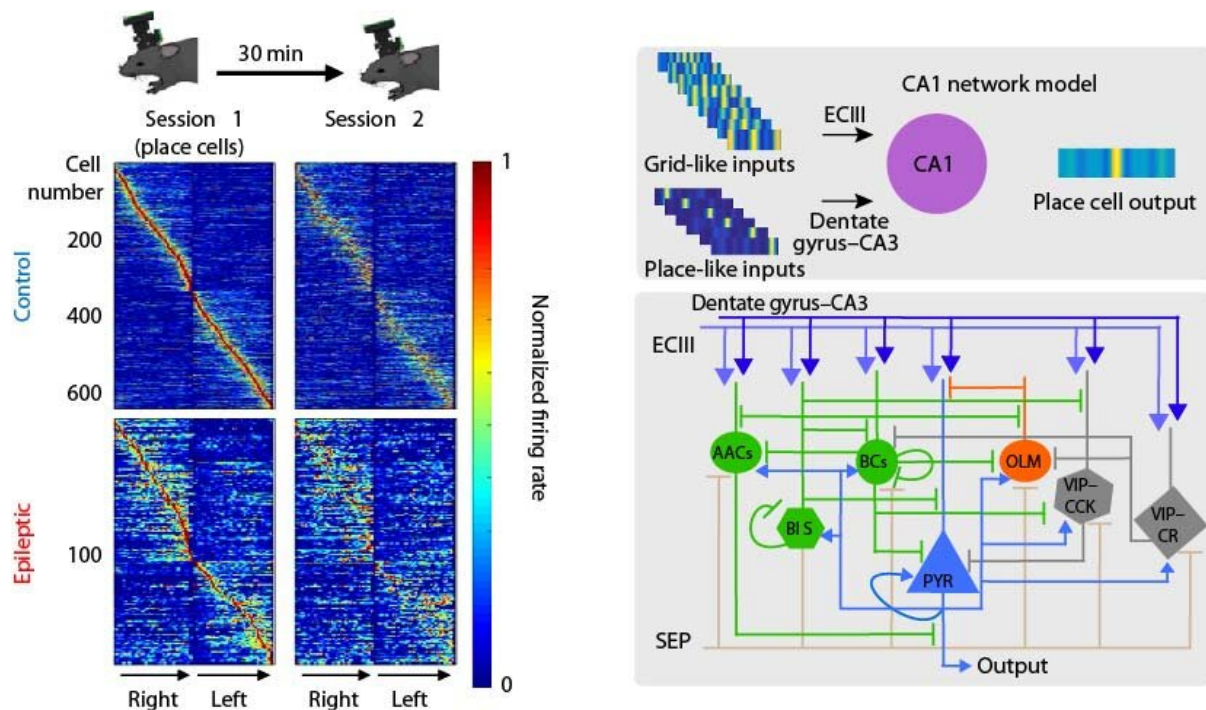 30 min
Session 1
(place cells)
Session 2
Cell
number
200
400
600
100
Control
Epileptic
Right
Left
Right
Left
1
0
Normalized firing rate
CA1 network model
ECIII
Grid-like inputs
CA1
Dentate
gyrus–CA3
Place-like inputs
Place cell output
Dentate gyrus–CA3
ECIII
AACs
BCs
OLM
VIP–
CCK
VIP–
CR
BI S
PYR
SEP
Output